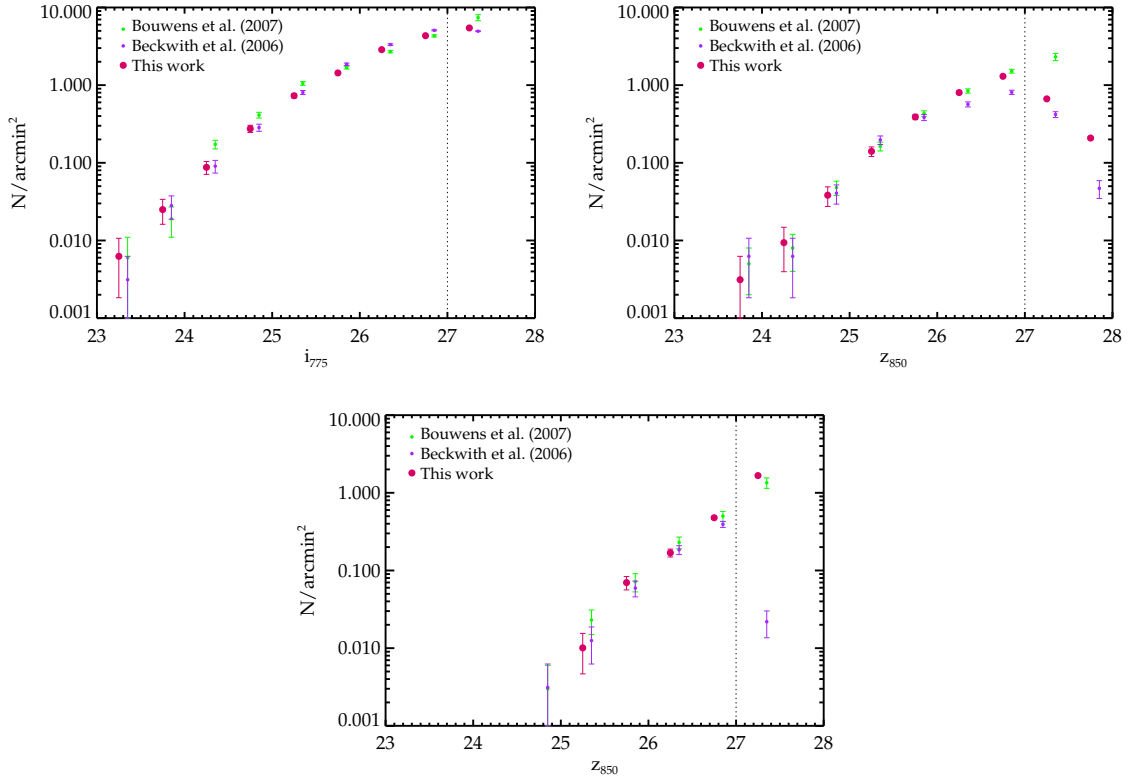 10.000
1.000
0.100
0.010
0.001
N/arcmin²
Bouwens et al. (2007)
Beckwith et al. (2006)
This work
23 24 25 26 27 28
i₇₇₅
10.000
1.000
0.100
0.010
0.001
N/arcmin²
Bouwens et al. (2007)
Beckwith et al. (2006)
This work
23 24 25 26 27 28
z₈₅₀
10.000
1.000
0.100
0.010
0.001
N/arcmin²
Bouwens et al. (2007)
Beckwith et al. (2006)
This work
23 24 25 26 27 28
z₈₅₀